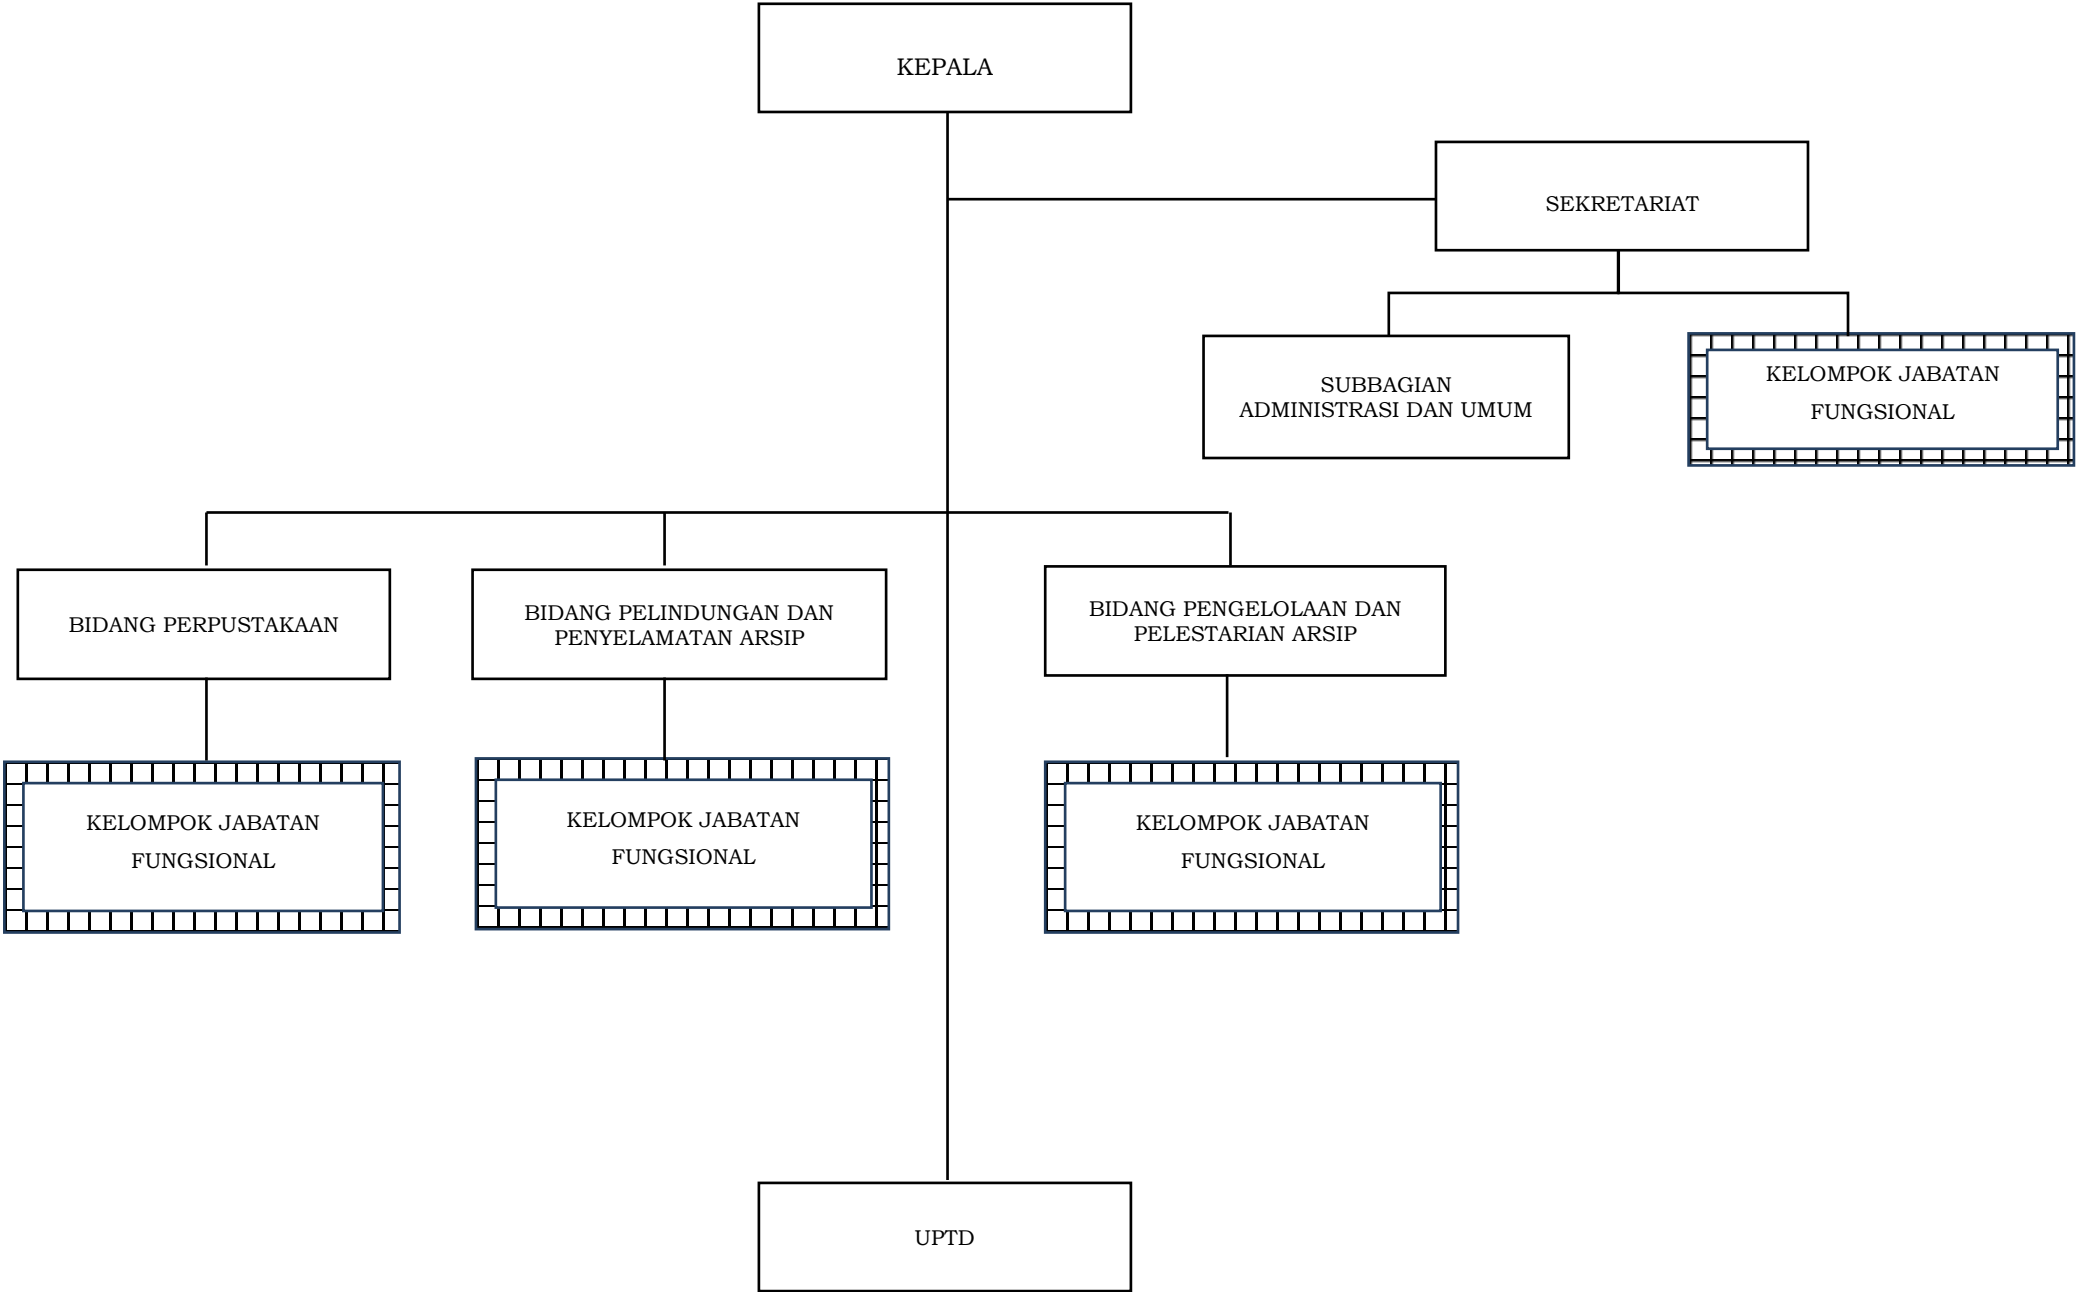 KEPALA
SEKRETARIAT
SUBBAGIAN
ADMINISTRASI DAN UMUM
KELOMPOK JABATAN
FUNGSIONAL
BIDANG PERPUSTAKAAN
BIDANG PELINDUNGAN DAN
PENYELAMATAN ARSIP
BIDANG PENGELOLAAN DAN
PELESTARIAN ARSIP
KELOMPOK JABATAN
FUNGSIONAL
KELOMPOK JABATAN
FUNGSIONAL
KELOMPOK JABATAN
FUNGSIONAL
UPTD